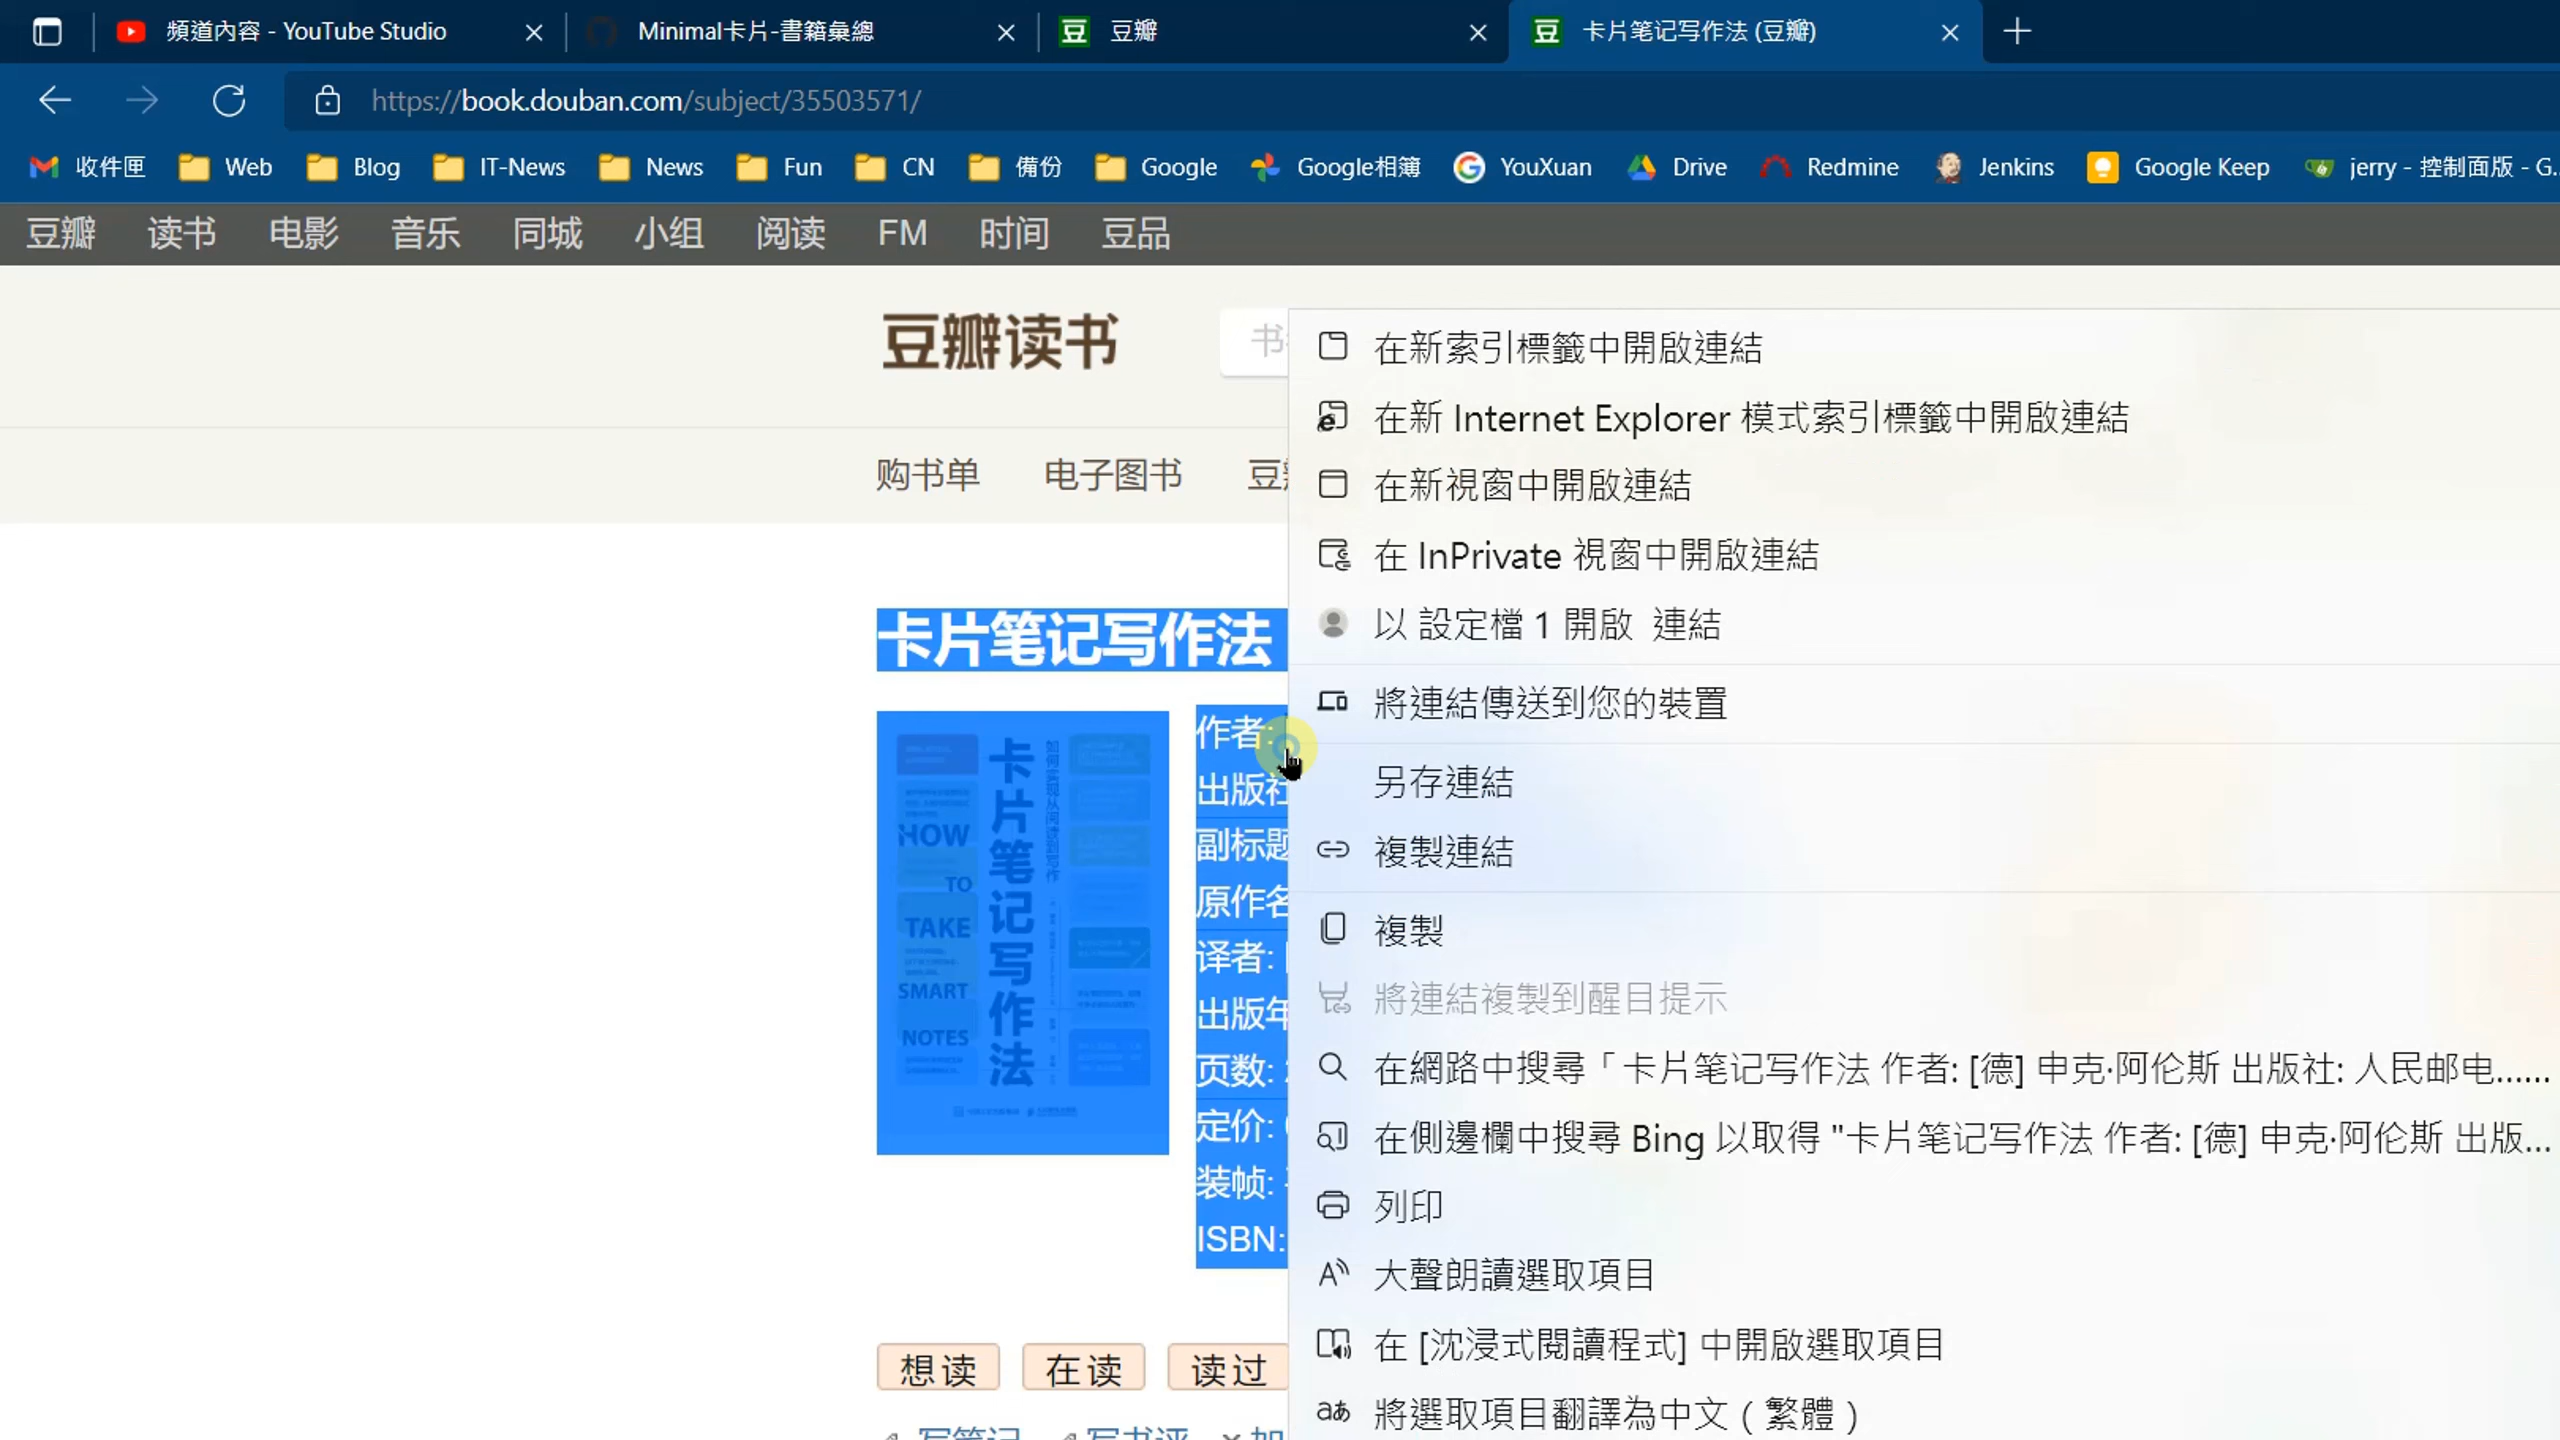 頻道內容 - YouTube Studio
Minimal卡片-書籍彙總
豆瓣
卡片笔记写作法 (豆瓣)
https://book.douban.com/subject/35503571/
收件匣 Web Blog IT-News News Fun CN 備份 Google Google相簿 YouXuan Drive Redmine Jenkins Google Keep jerry - 控制面版 - G...
豆瓣 读书 电影 音乐 同城 小组 阅读 FM 时间 豆品
豆瓣读书
书
购书单 电子图书 豆
卡片笔记写作法
卡片笔记写作法
HOW
TO
TAKE
SMART
NOTES
作者:
出版社
副标题
原作名
译者:
出版年
页数:
定价:
装帧:
ISBN:
想读 在读 读过
写笔记 写书评 加
在新索引標籤中開啟連結
在新 Internet Explorer 模式索引標籤中開啟連結
在新視窗中開啟連結
在 InPrivate 視窗中開啟連結
以 設定檔 1 開啟 連結
將連結傳送到您的裝置
另存連結
複製連結
複製
將連結複製到醒目提示
在網路中搜尋「卡片笔记写作法 作者: [德] 申克·阿伦斯 出版社: 人民邮电......
在側邊欄中搜尋 Bing 以取得 "卡片笔记写作法 作者: [德] 申克·阿伦斯 出版...
列印
大聲朗讀選取項目
在 [沈浸式閱讀程式] 中開啟選取項目
將選取項目翻譯為中文 ( 繁體 )